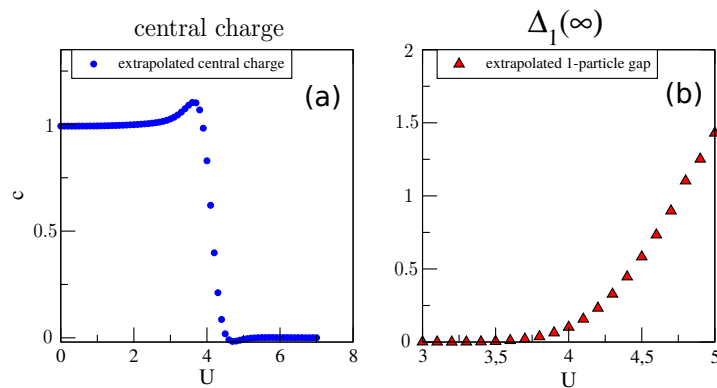 central charge
extrapolated central charge
(a)
1
0.5
0
c
0
2
4
6
8
U
Δ₁(∞)
extrapolated 1-particle gap
(b)
2
1.5
1
0.5
0
3
3,5
4
4,5
5
U